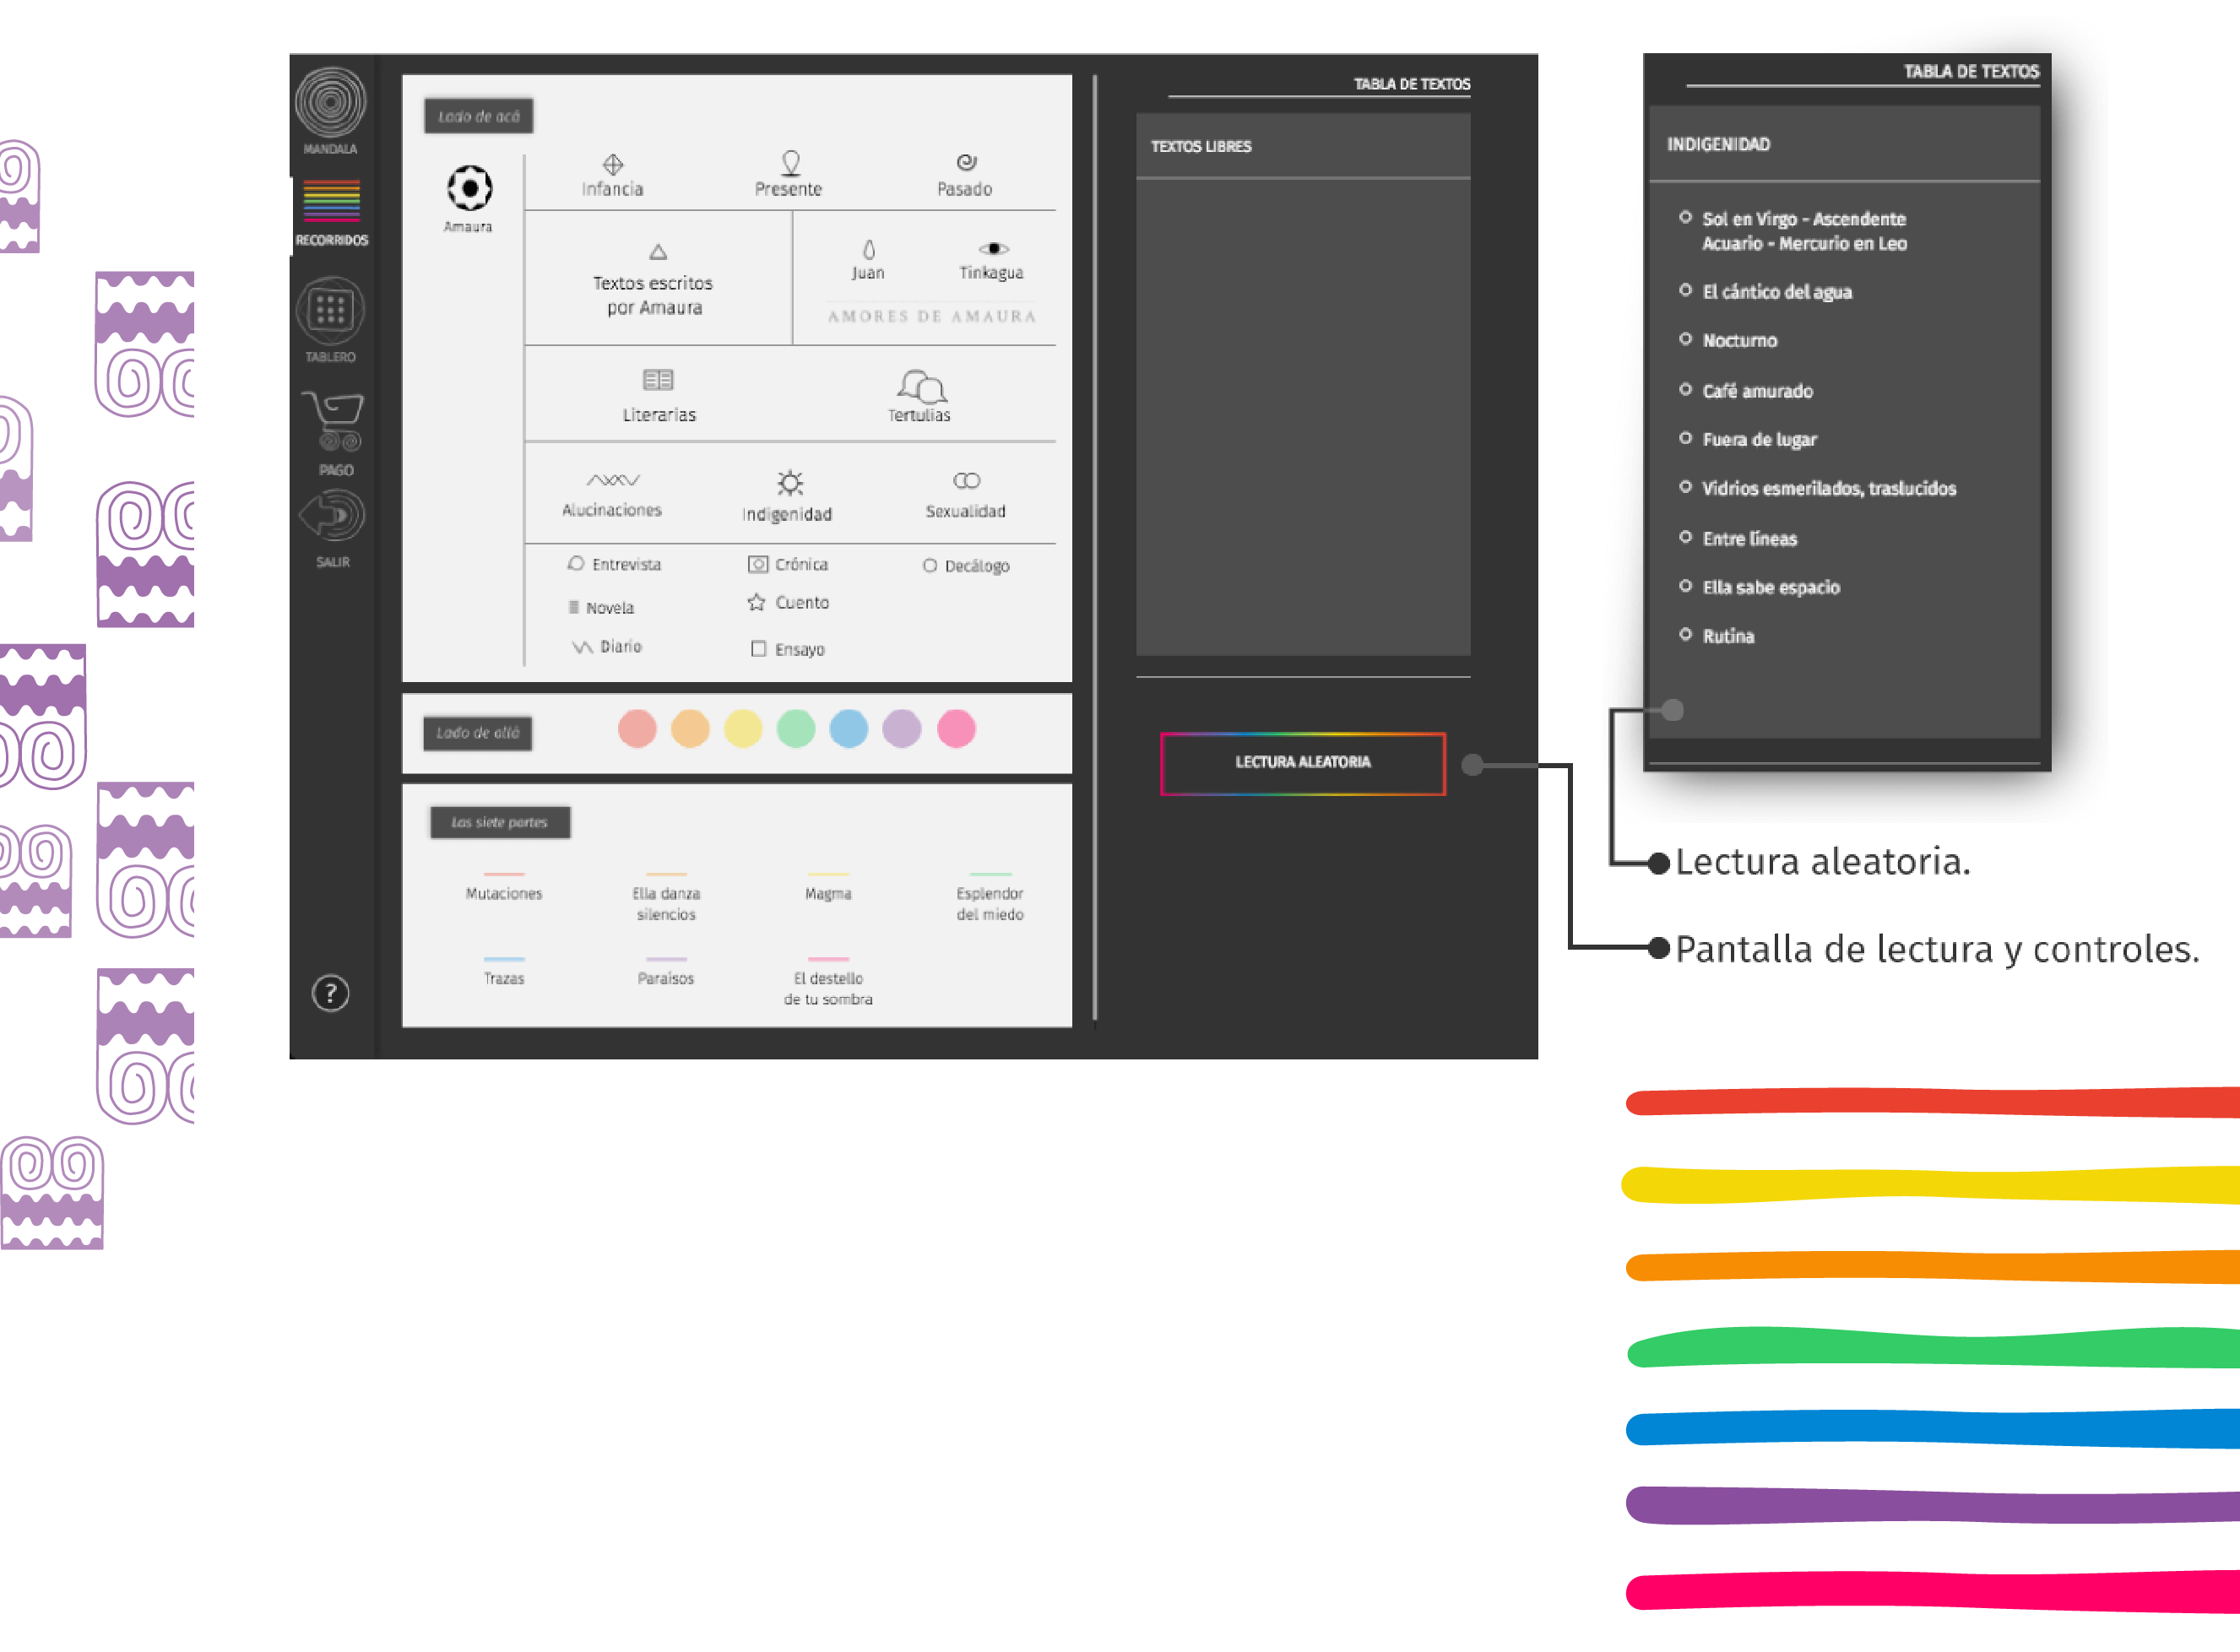 MANDALA
RECORRIDOS
TABLERO
PAGO
SALIR
?
Lado de acá
Amaura
Infancia
Presente
Pasado
Textos escritos
por Amaura
Juan
Tinkagua
AMORES DE AMAURA
Literarias
Tertulias
Alucinaciones
Indigenidad
Sexualidad
Entrevista
Crónica
Decálogo
Novela
Cuento
Diario
Ensayo
Lado de allá
Las siete partes
Mutaciones
Ella danza
silencios
Magma
Esplendor
del miedo
Trazas
Paraísos
El destello
de tu sombra
TABLA DE TEXTOS
TEXTOS LIBRES
LECTURA ALEATORIA
TABLA DE TEXTOS
INDIGENIDAD
Sol en Virgo - Ascendente
Acuario - Mercurio en Leo
El cántico del agua
Nocturno
Café amurado
Fuera de lugar
Vidrios esmerilados, traslucidos
Entre líneas
Ella sabe espacio
Rutina
Lectura aleatoria.
Pantalla de lectura y controles.